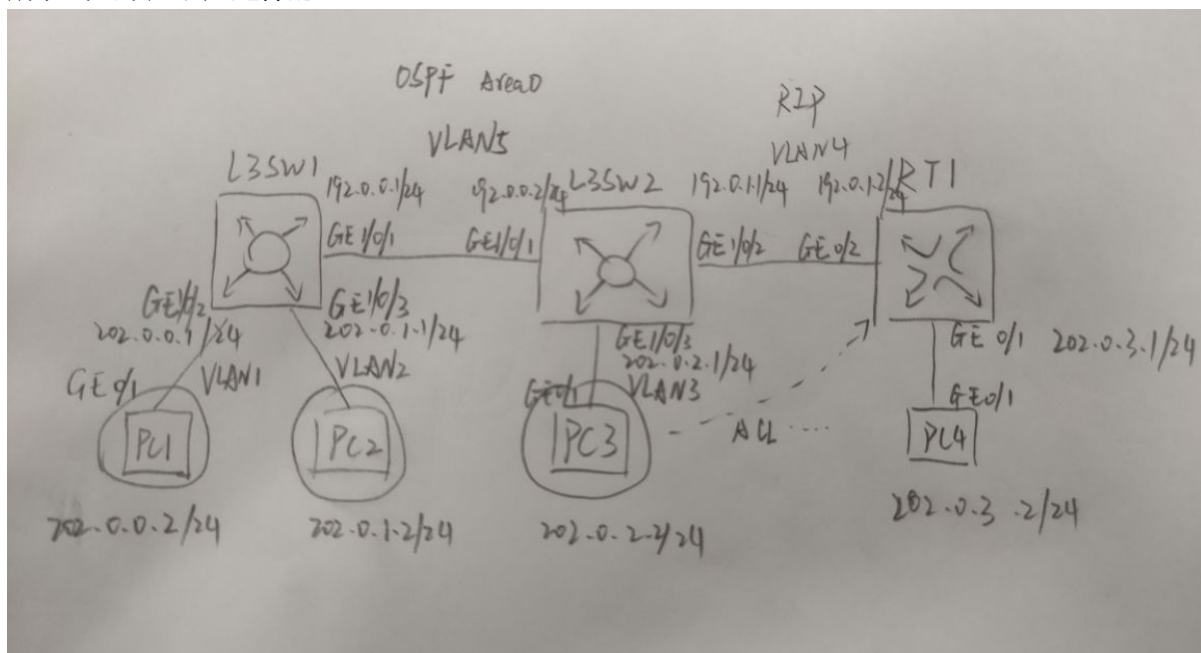 OSPF Area0
RIP
VLAN5
VLAN4
L3SW1
192.0.0.1/24
192.0.0.2/24
L3SW2
192.0.1.1/24
192.0.1.2/24
RT1
GE1/0/1
GE1/0/1
GE1/0/2
GE0/2
GE1/0/2
202.0.0.1/24
GE1/0/3
202.0.1.1/24
GE1/0/3
202.0.2.1/24
GE0/1
202.0.3.1/24
GE0/1
VLAN1
VLAN2
GE0/1
VLAN3
GE0/1
PC1
PC2
PC3
ACL
PC4
202.0.0.2/24
202.0.1.2/24
202.0.2.2/24
202.0.3.2/24